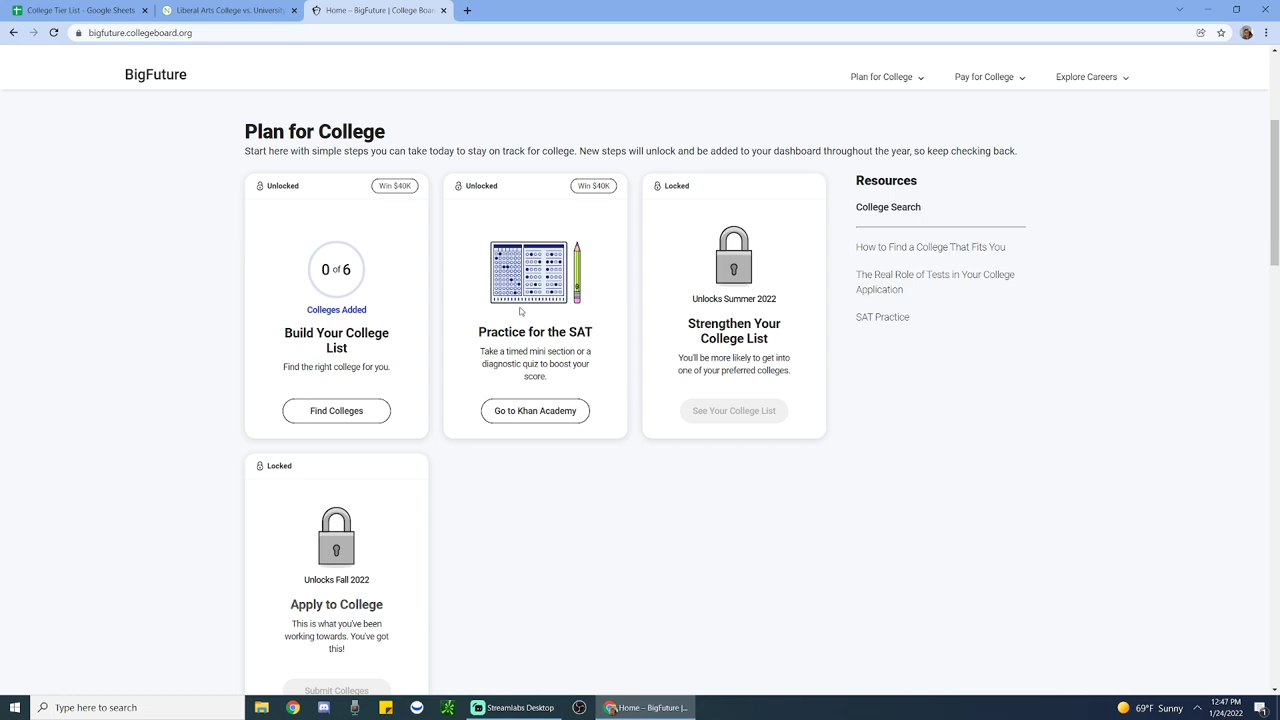 College Tier List - Google Sheets
Liberal Arts College vs. Universit
Home – BigFuture | College Boar
bigfuture.collegeboard.org
BigFuture
Plan for College
Pay for College
Explore Careers
Plan for College
Start here with simple steps you can take today to stay on track for college. New steps will unlock and be added to your dashboard throughout the year, so keep checking back.
Unlocked
Win $40K
0 of 6
Colleges Added
Build Your College
List
Find the right college for you.
Find Colleges
Unlocked
Win $40K
Practice for the SAT
Take a timed mini section or a
diagnostic quiz to boost your
score.
Go to Khan Academy
Locked
Unlocks Summer 2022
Strengthen Your
College List
You'll be more likely to get into
one of your preferred colleges.
See Your College List
Resources
College Search
How to Find a College That Fits You
The Real Role of Tests in Your College
Application
SAT Practice
Locked
Unlocks Fall 2022
Apply to College
This is what you've been
working towards. You've got
this!
Submit Colleges
Type here to search
Streamlabs Desktop
Home – BigFuture |...
69°F Sunny
12:47 PM
1/24/2022
1